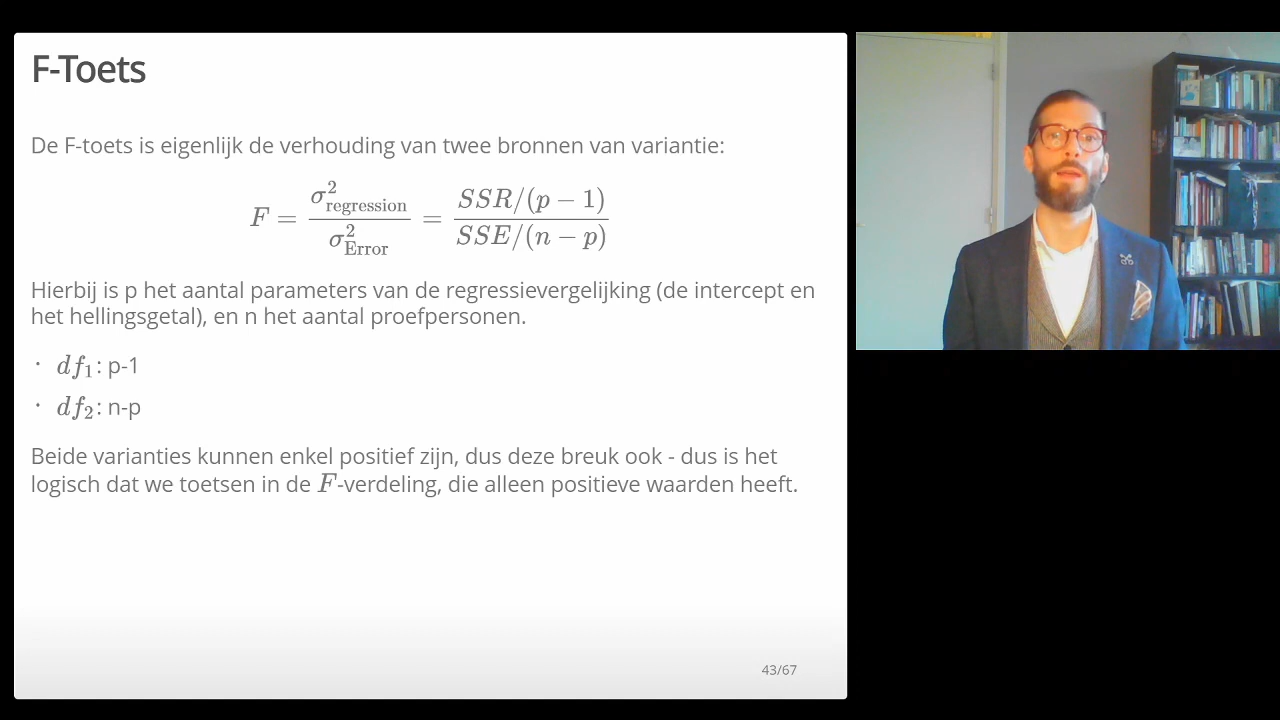 F-Toets
De F-toets is eigenlijk de verhouding van twee bronnen van variantie:
F = σ²regression / σ²Error = SSR/(p − 1) / SSE/(n − p)
Hierbij is p het aantal parameters van de regressievergelijking (de intercept en
het hellingsgetal), en n het aantal proefpersonen.
· df₁: p-1
· df₂: n-p
Beide varianties kunnen enkel positief zijn, dus deze breuk ook - dus is het
logisch dat we toetsen in de F-verdeling, die alleen positieve waarden heeft.
43/67